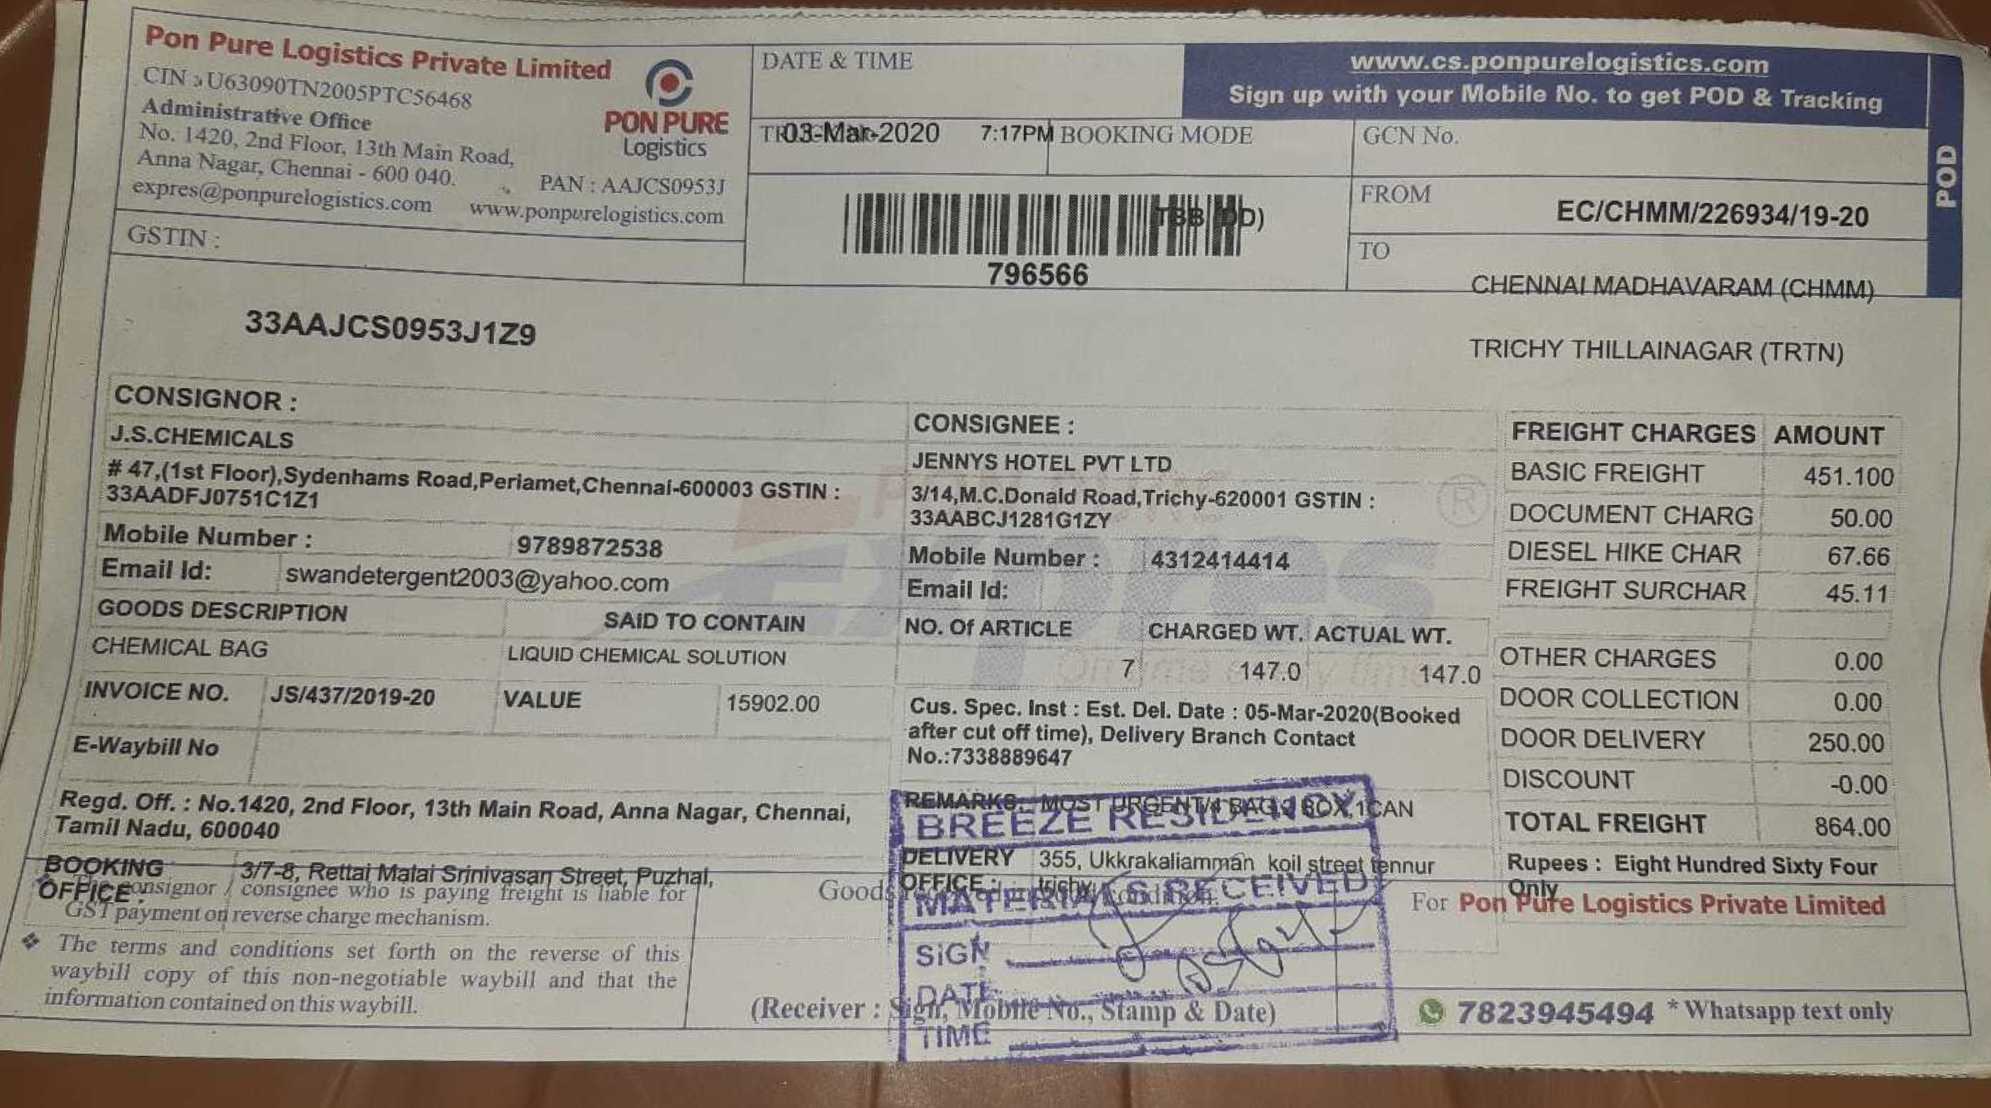 Pon Pure Logistics Private Limited
CIN : U63090TN2005PTC56468
Administrative Office
No. 1420, 2nd Floor, 13th Main Road,
Anna Nagar, Chennai - 600 040.
PAN : AAJCS0953J
expres@ponpurelogistics.com www.ponpurelogistics.com
PON PURE
Logistics
GSTIN :
33AAJCS0953J1Z9
DATE & TIME
03-Mar-2020 7:17PM
BOOKING MODE
796566
www.cs.ponpurelogistics.com
Sign up with your Mobile No. to get POD & Tracking
POD
GCN No.
FROM
EC/CHMM/226934/19-20
TO
CHENNAI MADHAVARAM (CHMM)
TRICHY THILLAINAGAR (TRTN)
CONSIGNOR :
J.S.CHEMICALS
# 47,(1st Floor),Sydenhams Road,Periamet,Chennai-600003 GSTIN :
33AADFJ0751C1Z1
Mobile Number : 9789872538
Email Id: swandetergent2003@yahoo.com
GOODS DESCRIPTION SAID TO CONTAIN
CHEMICAL BAG LIQUID CHEMICAL SOLUTION
INVOICE NO. JS/437/2019-20 VALUE 15902.00
E-Waybill No
Regd. Off. : No.1420, 2nd Floor, 13th Main Road, Anna Nagar, Chennai,
Tamil Nadu, 600040
BOOKING OFFICE : 3/7-8, Rettai Malai Srinivasan Street, Puzhal,
consignor / consignee who is paying freight is liable for
GST payment on reverse charge mechanism.
The terms and conditions set forth on the reverse of this
waybill copy of this non-negotiable waybill and that the
information contained on this waybill.
CONSIGNEE :
JENNYS HOTEL PVT LTD
3/14,M.C.Donald Road,Trichy-620001 GSTIN :
33AABCJ1281G1ZY
Mobile Number : 4312414414
Email Id:
NO. Of ARTICLE CHARGED WT. ACTUAL WT.
7 147.0 147.0
Cus. Spec. Inst : Est. Del. Date : 05-Mar-2020(Booked
after cut off time), Delivery Branch Contact
No.:7338889647
REMARKS: MOST URGENT/4 BAG,2 BOX,1CAN
BREEZE RESIDENCY
DELIVERY OFFICE : 355, Ukkrakaliamman koil street tennur
trichy
Goods condition.
MATERIALS RECEIVED
SIGN
DATE
TIME
(Receiver : Sign, Mobile No., Stamp & Date)
FREIGHT CHARGES AMOUNT
BASIC FREIGHT 451.100
DOCUMENT CHARG 50.00
DIESEL HIKE CHAR 67.66
FREIGHT SURCHAR 45.11
OTHER CHARGES 0.00
DOOR COLLECTION 0.00
DOOR DELIVERY 250.00
DISCOUNT -0.00
TOTAL FREIGHT 864.00
Rupees : Eight Hundred Sixty Four
Only
For Pon Pure Logistics Private Limited
7823945494 * Whatsapp text only